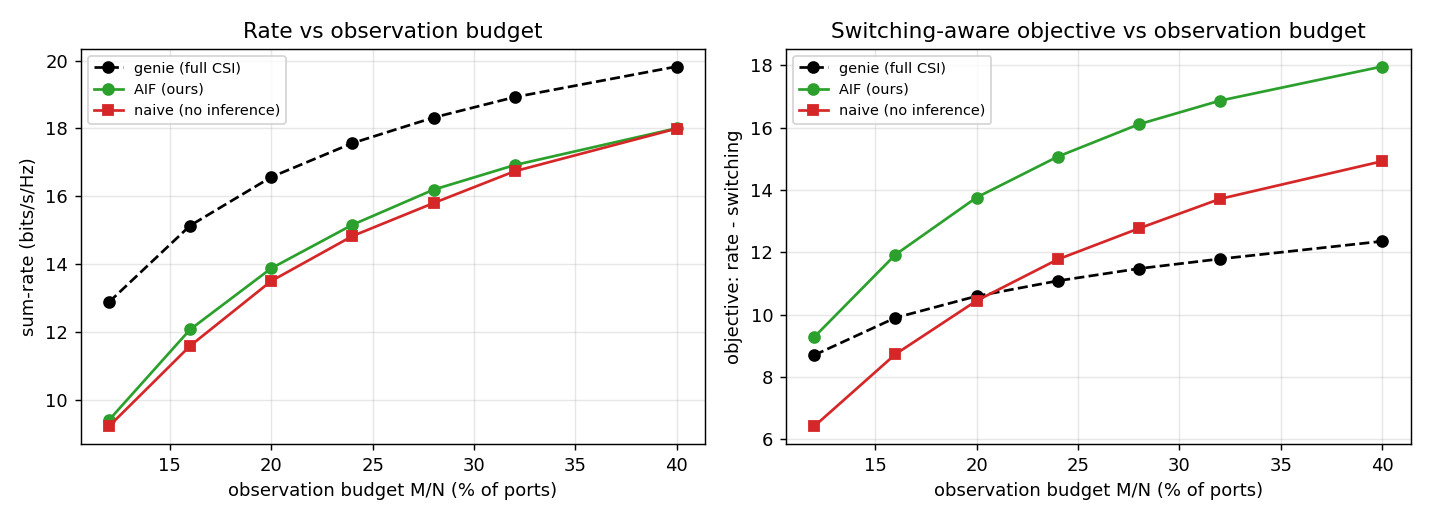 Rate vs observation budget
genie (full CSI)
AIF (ours)
naive (no inference)
sum-rate (bits/s/Hz)
20
18
16
14
12
10
15
20
25
30
35
40
observation budget M/N (% of ports)
Switching-aware objective vs observation budget
genie (full CSI)
AIF (ours)
naive (no inference)
objective: rate - switching
18
16
14
12
10
8
6
15
20
25
30
35
40
observation budget M/N (% of ports)